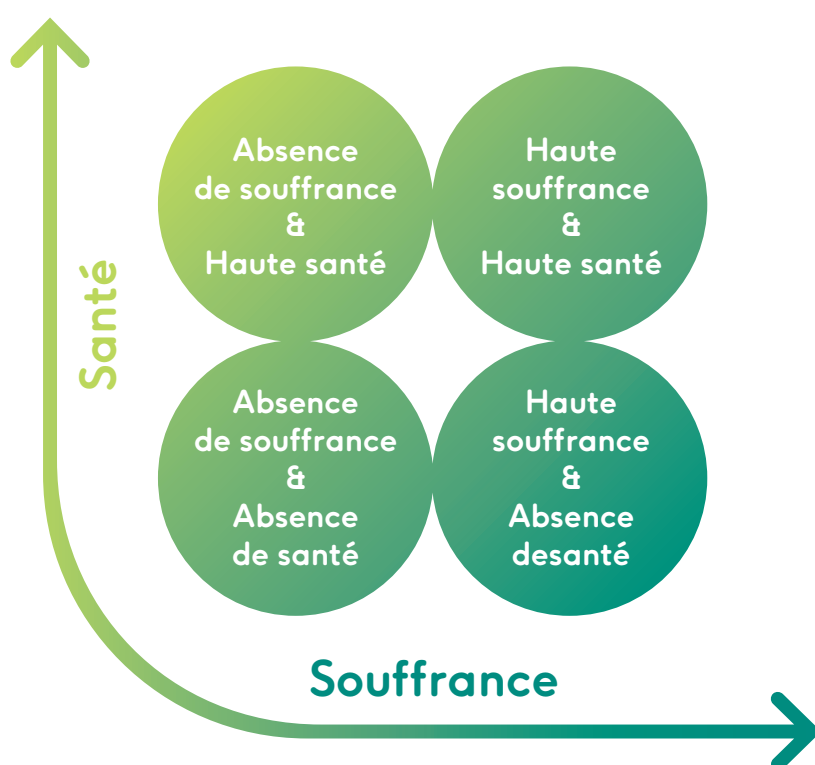 Absence
de souffrance
&
Haute santé
Haute
souffrance
&
Haute santé
Santé
Absence
de souffrance
&
Absence
de santé
Haute
souffrance
&
Absence
desanté
Souffrance